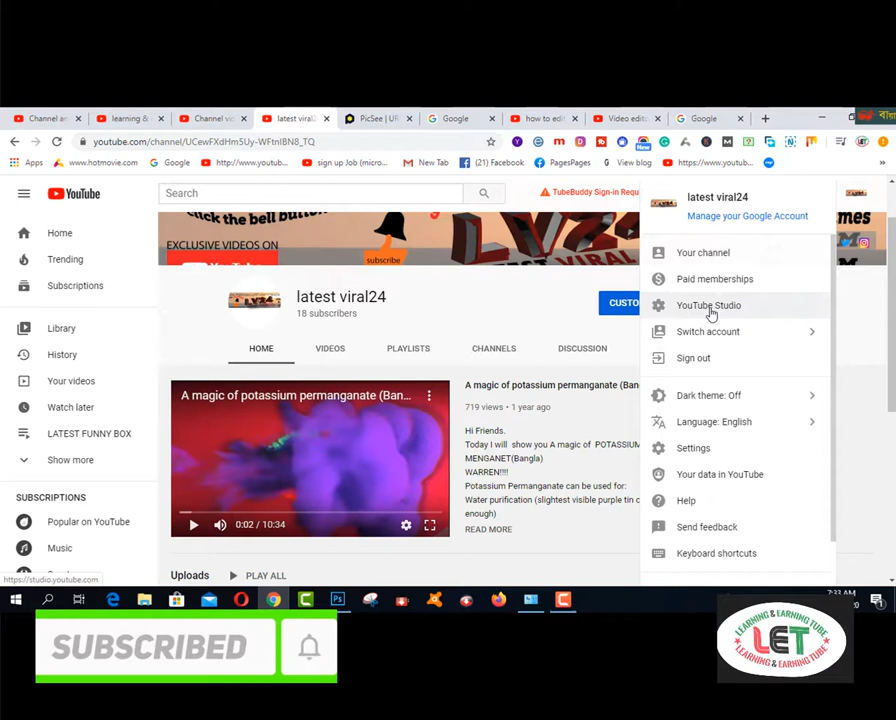 Channel an
learning &
Channel vi
latest viral2
PicSee | UR
Google
how to edit
Video edito
Google
youtube.com/channel/UCewFXdHm5Uy-WFtnIBN8_TQ
Apps
www.hotmovie.com
Google
http://www.youtub...
sign up Job (micro...
New Tab
(21) Facebook
PagesPages
View blog
https://www.youtub...
YouTube
Search
TubeBuddy Sign-in Requ
latest viral24
Manage your Google Account
Home
Trending
Subscriptions
Library
History
Your videos
Watch later
LATEST FUNNY BOX
Show more
SUBSCRIPTIONS
Popular on YouTube
Music
click the bell button
EXCLUSIVE VIDEOS ON
subscribe
LVZ4
latest viral24
18 subscribers
CUSTO
HOME
VIDEOS
PLAYLISTS
CHANNELS
DISCUSSION
A magic of potassium permanganate (Ban...
0:02 / 10:34
A magic of potassium permanganate (Bang
719 views • 1 year ago
Hi Friends.
Today I will show you A magic of POTASSIUM
MENGANET(Bangla)
WARREN!!!!
Potassium Permanganate can be used for:
Water purification (slightest visible purple tin c
enough)
READ MORE
Uploads
PLAY ALL
Your channel
Paid memberships
YouTube Studio
Switch account
Sign out
Dark theme: Off
Language: English
Settings
Your data in YouTube
Help
Send feedback
Keyboard shortcuts
https://studio.youtube.com
7:33 AM
SUBSCRIBED
LEARNING & EARNING TUBE
LET
LEARNING & EARNING TUBE